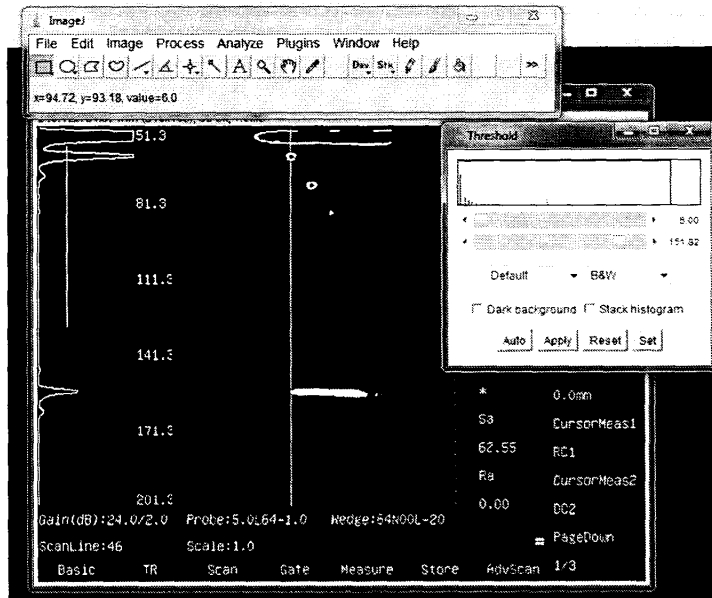 ImageJ
File Edit Image Process Analyze Plugins Window Help
A Dev Stk >>
x=94.72, y=93.18, value=6.0
Threshold
51.3
81.3
111.3
141.3
171.3
201.3
151.82
Default B&W
Dark background Stack histogram
Auto Apply Reset Set
* 0.0mm
Sa CursorMeas1
62.55 RC1
Ra CursorMeas2
0.00 DC2
Gain(dB):24.0/2.0 Probe:5.0L64-1.0 Wedge:64N00L-20
PageDown
ScanLine:46 Scale:1.0
Basic TR Scan Gate Measure Store AdvScan 1/3